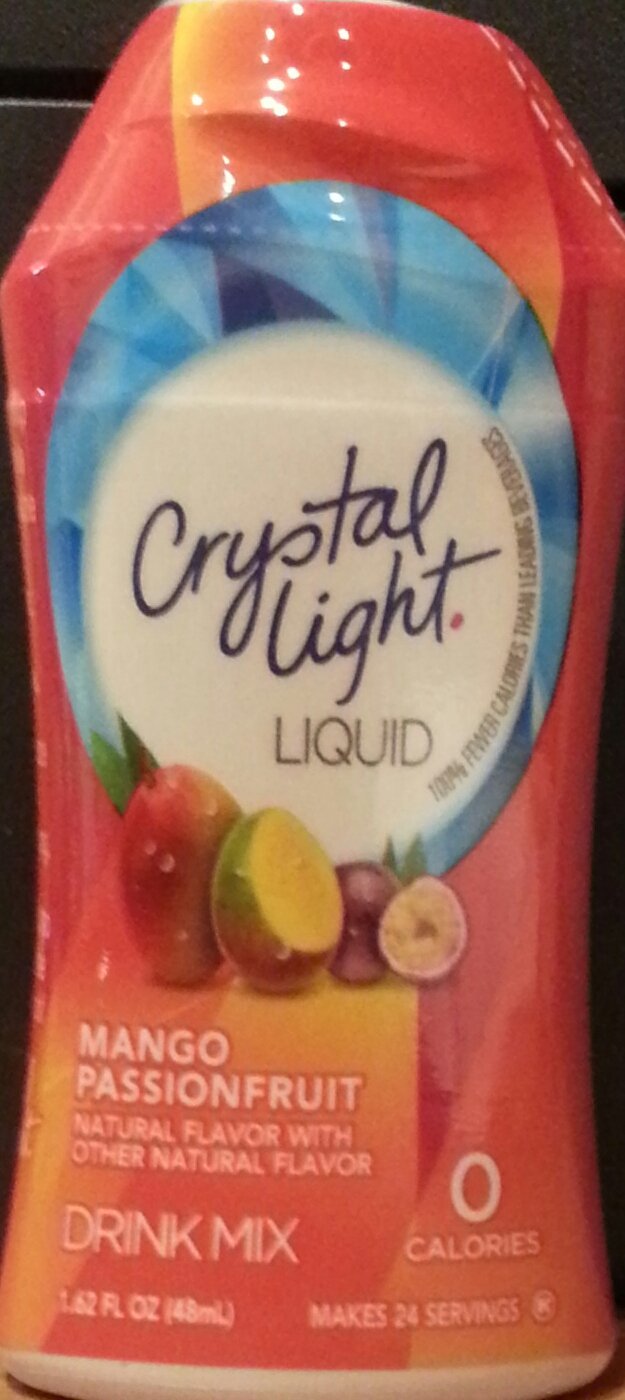 Crystal
Light.
LIQUID
100% FEWER CALORIES THAN LEADING BEVERAGES
MANGO
PASSIONFRUIT
NATURAL FLAVOR WITH
OTHER NATURAL FLAVOR
DRINK MIX
0
CALORIES
1.62 FL OZ (48mL)
MAKES 24 SERVINGS